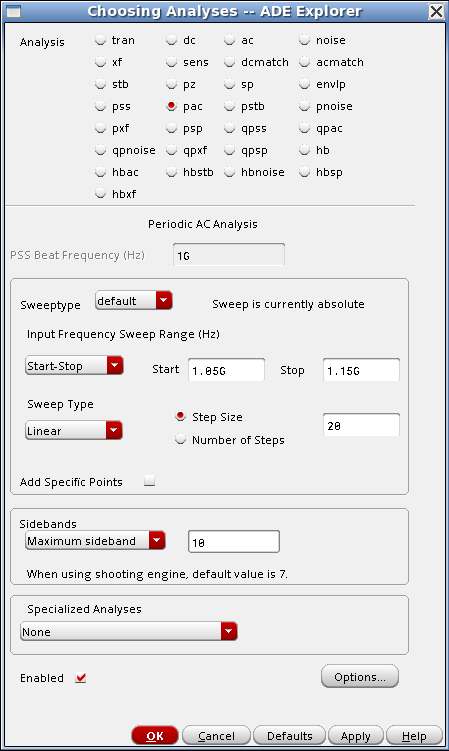 Choosing Analyses -- ADE Explorer
Analysis
tran dc ac noise
xf sens dcmatch acmatch
stb pz sp envlp
pss pac pstb pnoise
pxf psp qpss qpac
qpnoise qpxf qpsp hb
hbac hbstb hbnoise hbsp
hbxf
Periodic AC Analysis
PSS Beat Frequency (Hz) 1G
Sweeptype default Sweep is currently absolute
Input Frequency Sweep Range (Hz)
Start-Stop Start 1.05G Stop 1.15G
Sweep Type
Linear
Step Size
Number of Steps
20
Add Specific Points
Sidebands
Maximum sideband 10
When using shooting engine, default value is 7.
Specialized Analyses
None
Enabled Options...
OK Cancel Defaults Apply Help